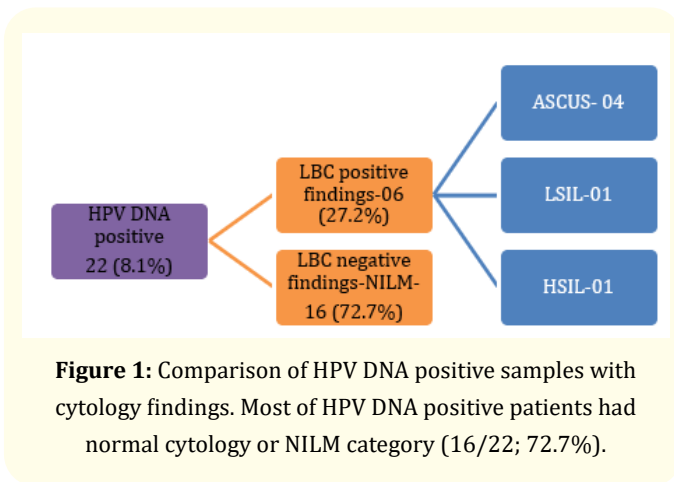 HPV DNA
positive
22 (8.1%)
LBC positive
findings-06
(27.2%)
LBC negative
findings-NILM-
16 (72.7%)
ASCUS- 04
LSIL-01
HSIL-01
Figure 1: Comparison of HPV DNA positive samples with
cytology findings. Most of HPV DNA positive patients had
normal cytology or NILM category (16/22; 72.7%).